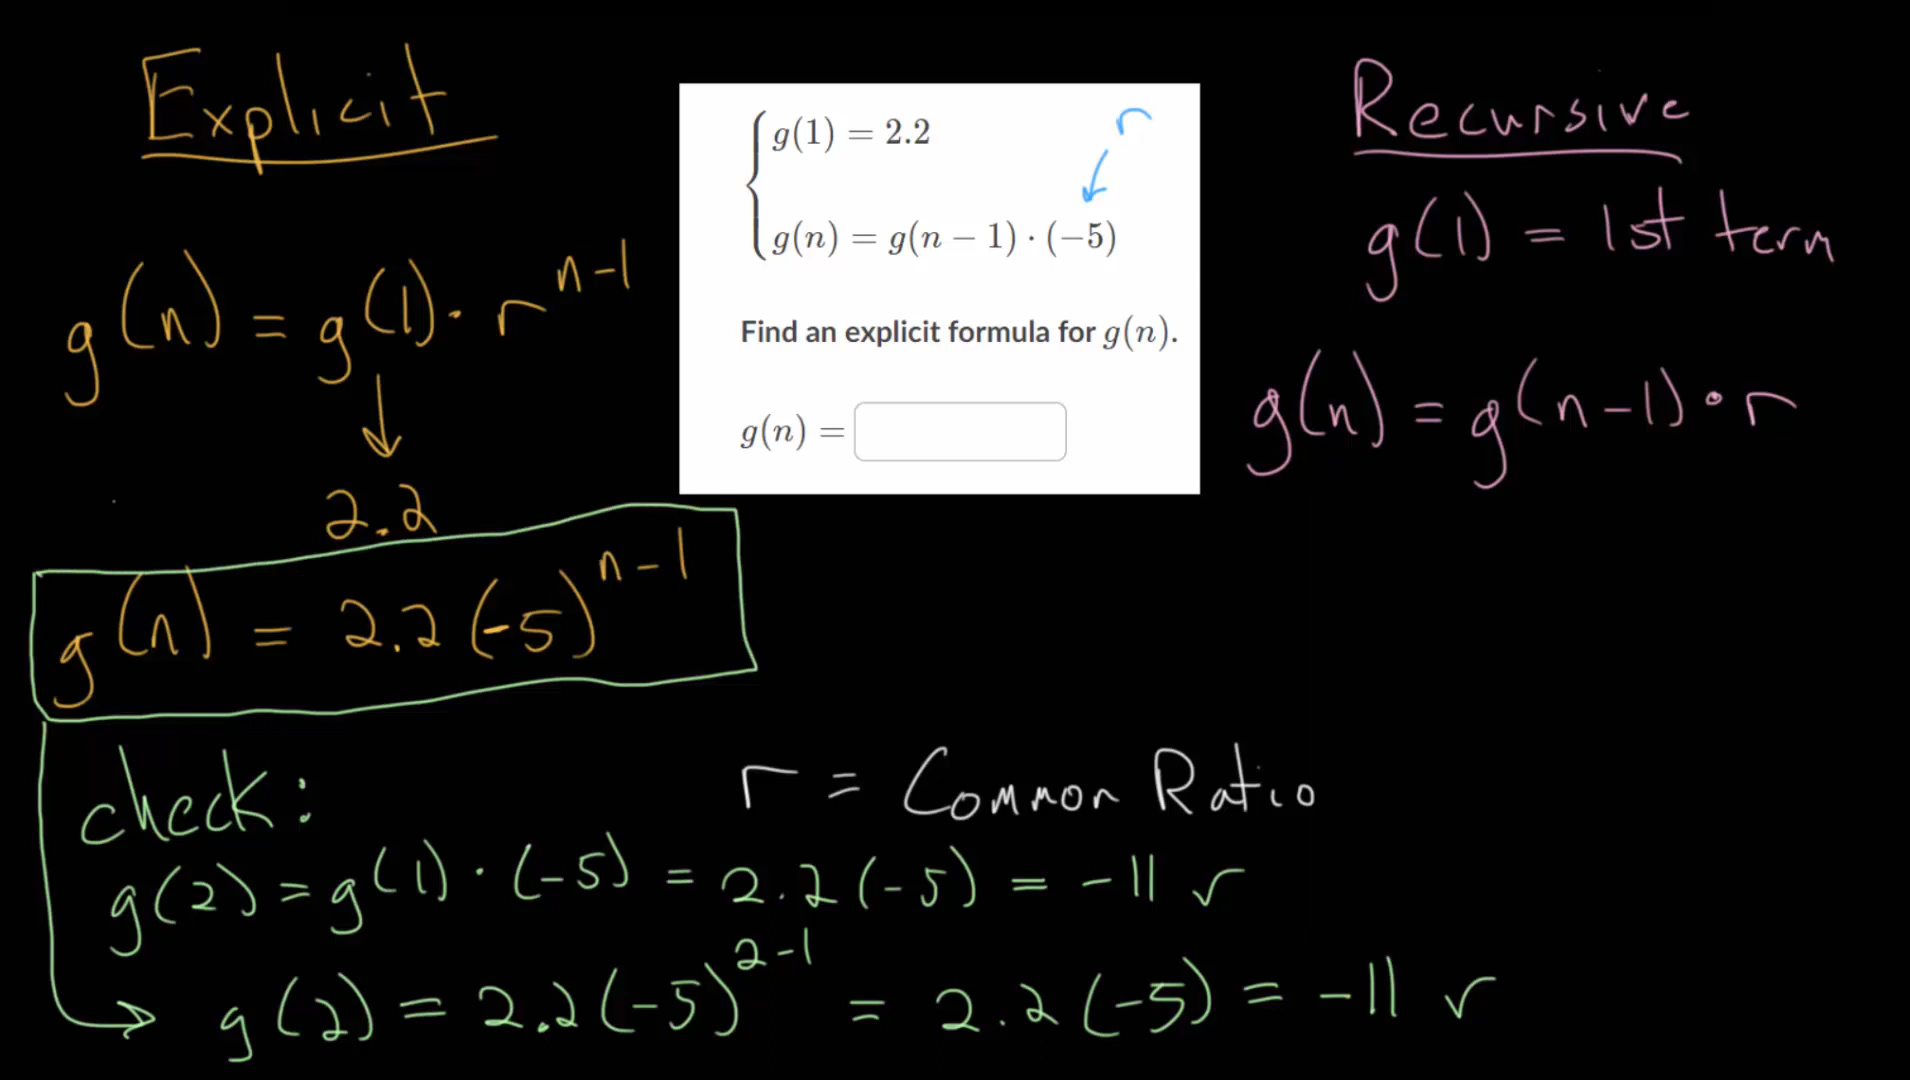 Explicit
g(n) = g(1) · r^(n-1)
2.2
g(n) = 2.2(-5)^(n-1)
g(1) = 2.2
r
g(n) = g(n − 1) · (−5)
Find an explicit formula for g(n).
g(n) =
Recursive
g(1) = 1st term
g(n) = g(n-1) · r
r = Common Ratio
check:
g(2) = g(1) · (-5) = 2.2(-5) = -11 ✓
g(2) = 2.2(-5)^(2-1) = 2.2(-5) = -11 ✓